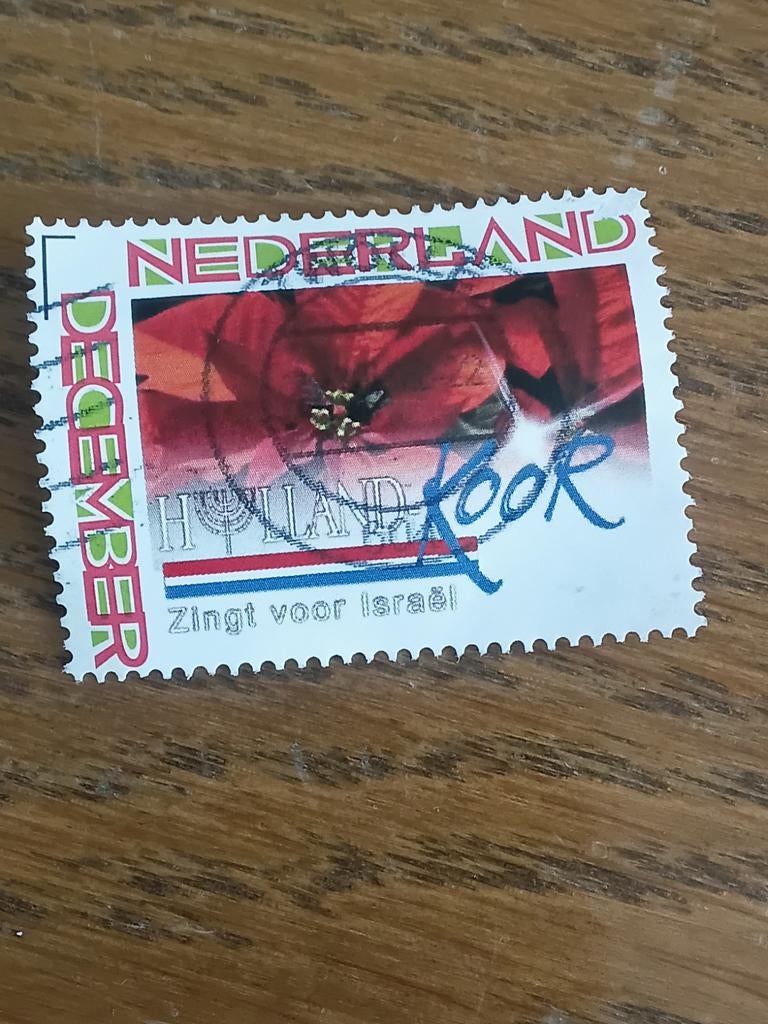 NEDERLAND
DECEMBER
HOLLAND
KOOR
Zingt voor Israël